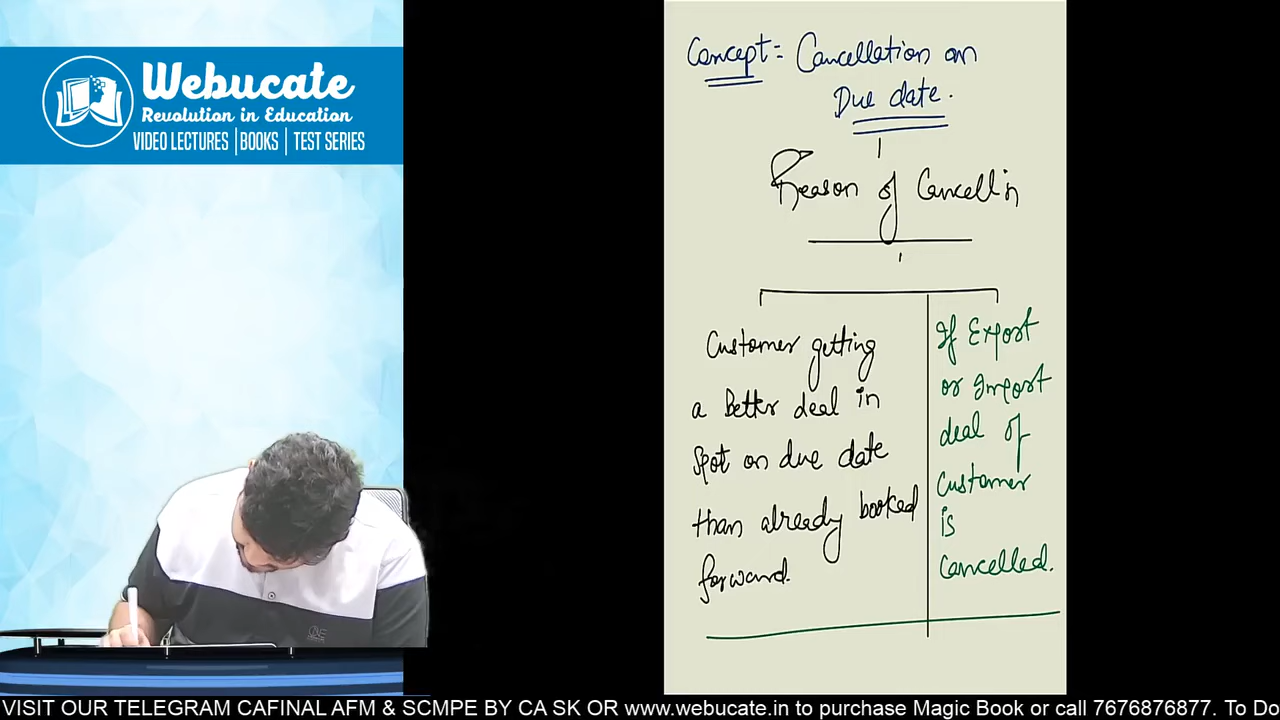 Webucate
Revolution in Education
VIDEO LECTURES | BOOKS | TEST SERIES
Concept = Cancellation on
Due date.
Reason of Cancell'n
Customer getting
a Better deal in
Spot on due date
than already booked
forward.
If Export
or Import
deal of
Customer
is
Cancelled.
VISIT OUR TELEGRAM CAFINAL AFM & SCMPE BY CA SK OR www.webucate.in to purchase Magic Book or call 7676876877. To Do